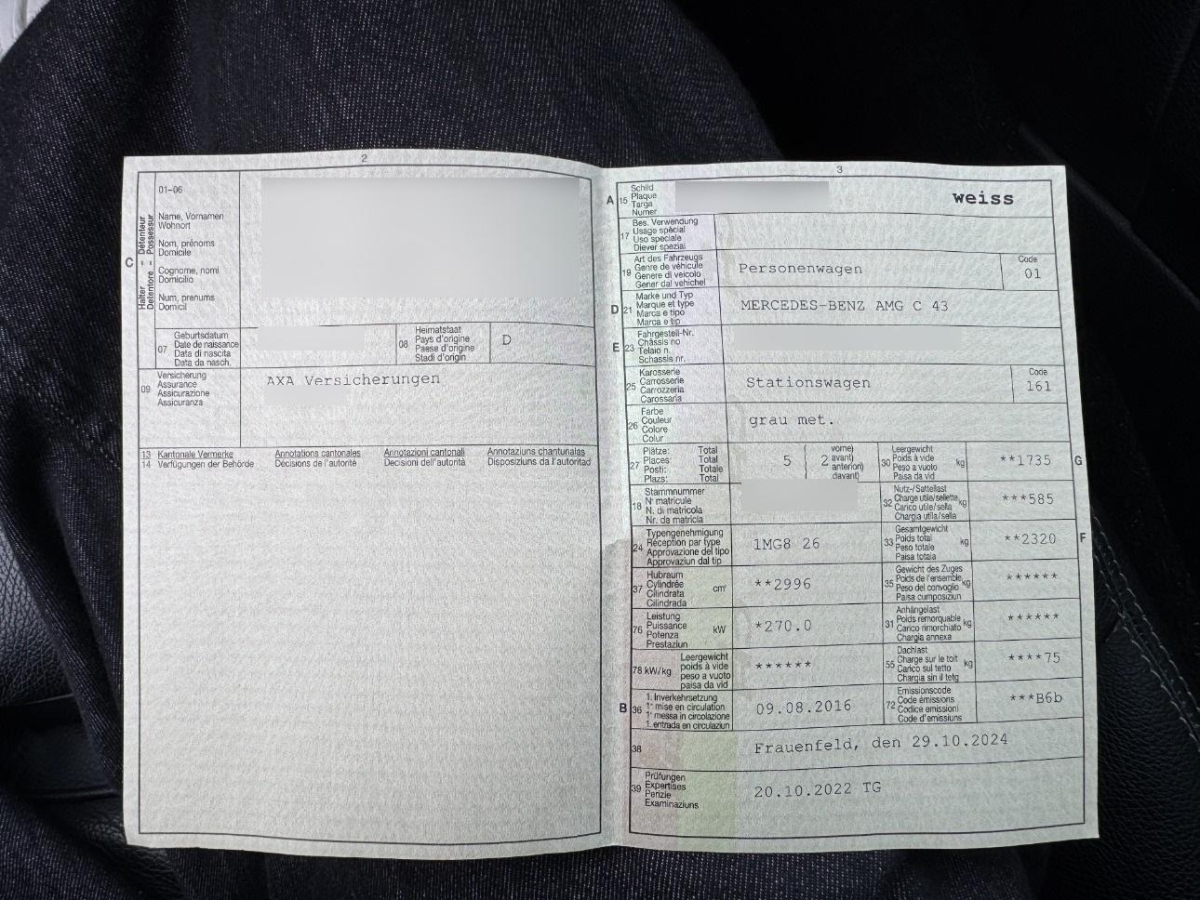 2
01-06
Halter - Détenteur
Detentore - Possessur
C
Name, Vornamen
Wohnort
Nom, prénoms
Domicile
Cognome, nomi
Domicilio
Num, prenums
Domicil
07
Geburtsdatum
Date de naissance
Data di nascita
Data da nasch.
08
Heimatstaat
Pays d'origine
Paese d'origine
Stadi d'origin
D
09
Versicherung
Assurance
Assicurazione
Assicuranza
AXA Versicherungen
13 Kantonale Vermerke Annotations cantonales Annotazioni cantonali Annotaziuns chantunalas
14 Verfügungen der Behörde Décisions de l'autorité Decisioni dell'autorità Disposiziuns da l'autoritad
3
A 15
Schild
Plaque
Targa
Numer
weiss
17
Bes. Verwendung
Usage spécial
Uso speciale
Diever spezial
19
Art des Fahrzeugs
Genre de véhicule
Genere di veicolo
Gener dal vehichel
Personenwagen
Code
01
D 21
Marke und Typ
Marque et type
Marca e tipo
Marca e tip
MERCEDES-BENZ AMG C 43
E 23
Fahrgestell-Nr.
Châssis no
Telaio n.
Schassis nr.
25
Karosserie
Carrosserie
Carrozzeria
Carossaria
Stationswagen
Code
161
26
Farbe
Couleur
Colore
Colur
grau met.
27
Plätze: Total
Places: Total
Posti: Totale
Plazs: Total
5
2
vorne)
avant)
anteriori)
davant)
30
Leergewicht
Poids à vide
Peso a vuoto
Paisa da vid
kg
**1735
G
18
Stammnummer
N° matricule
N. di matricola
Nr. da matricla
32
Nutz-/Sattellast
Charge utile/sellette
Carico utile/sella
Chargia utila/sella
kg
***585
24
Typengenehmigung
Réception par type
Approvazione del tipo
Approvaziun dal tip
1MG8 26
33
Gesamtgewicht
Poids total
Peso totale
Paisa totala
kg
**2320
F
37
Hubraum
Cylindrée
Cilindrata
Cilindrada
cm³
**2996
35
Gewicht des Zuges
Poids de l'ensemble
Peso del convoglio
Paisa cumposiziun
kg
******
76
Leistung
Puissance
Potenza
Prestaziun
kW
*270.0
31
Anhängelast
Poids remorquable
Carico rimorchiato
Chargia annexa
kg
******
78 kW/kg
Leergewicht
poids à vide
peso a vuoto
paisa da vid
******
55
Dachlast
Charge sur le toit
Carico sul tetto
Chargia sin il tetg
kg
****75
B 36
1. Inverkehrsetzung
1re mise en circulation
1a messa in circolazione
1. entrada en circulaziun
09.08.2016
72
Emissionscode
Code émissions
Codice emissioni
Code d'emissiuns
***B6b
38
Frauenfeld, den 29.10.2024
39
Prüfungen
Expertises
Perizie
Examinaziuns
20.10.2022 TG